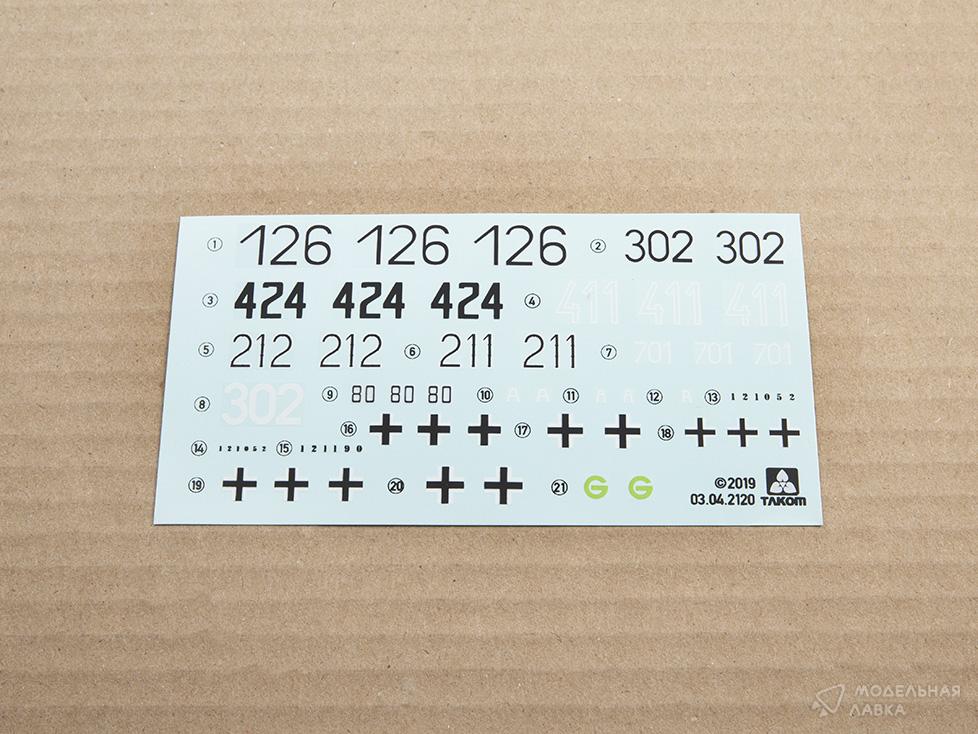 ① 126 126 126 ② 302 302
③ 424 424 424 ④ 411 411 411
⑤ 212 212 ⑥ 211 211 ⑦ 701 701 701
⑧ 302 ⑨ 80 80 80 ⑩ A A ⑪ A A ⑫ A ⑬ 121052
⑯ ⑰ ⑱
⑭ 121052 ⑮ 121190
⑲ ⑳ ㉑ G G
©2019
03.04.2120 TAKOM
МОДЕЛЬНАЯ
ЛАВКА